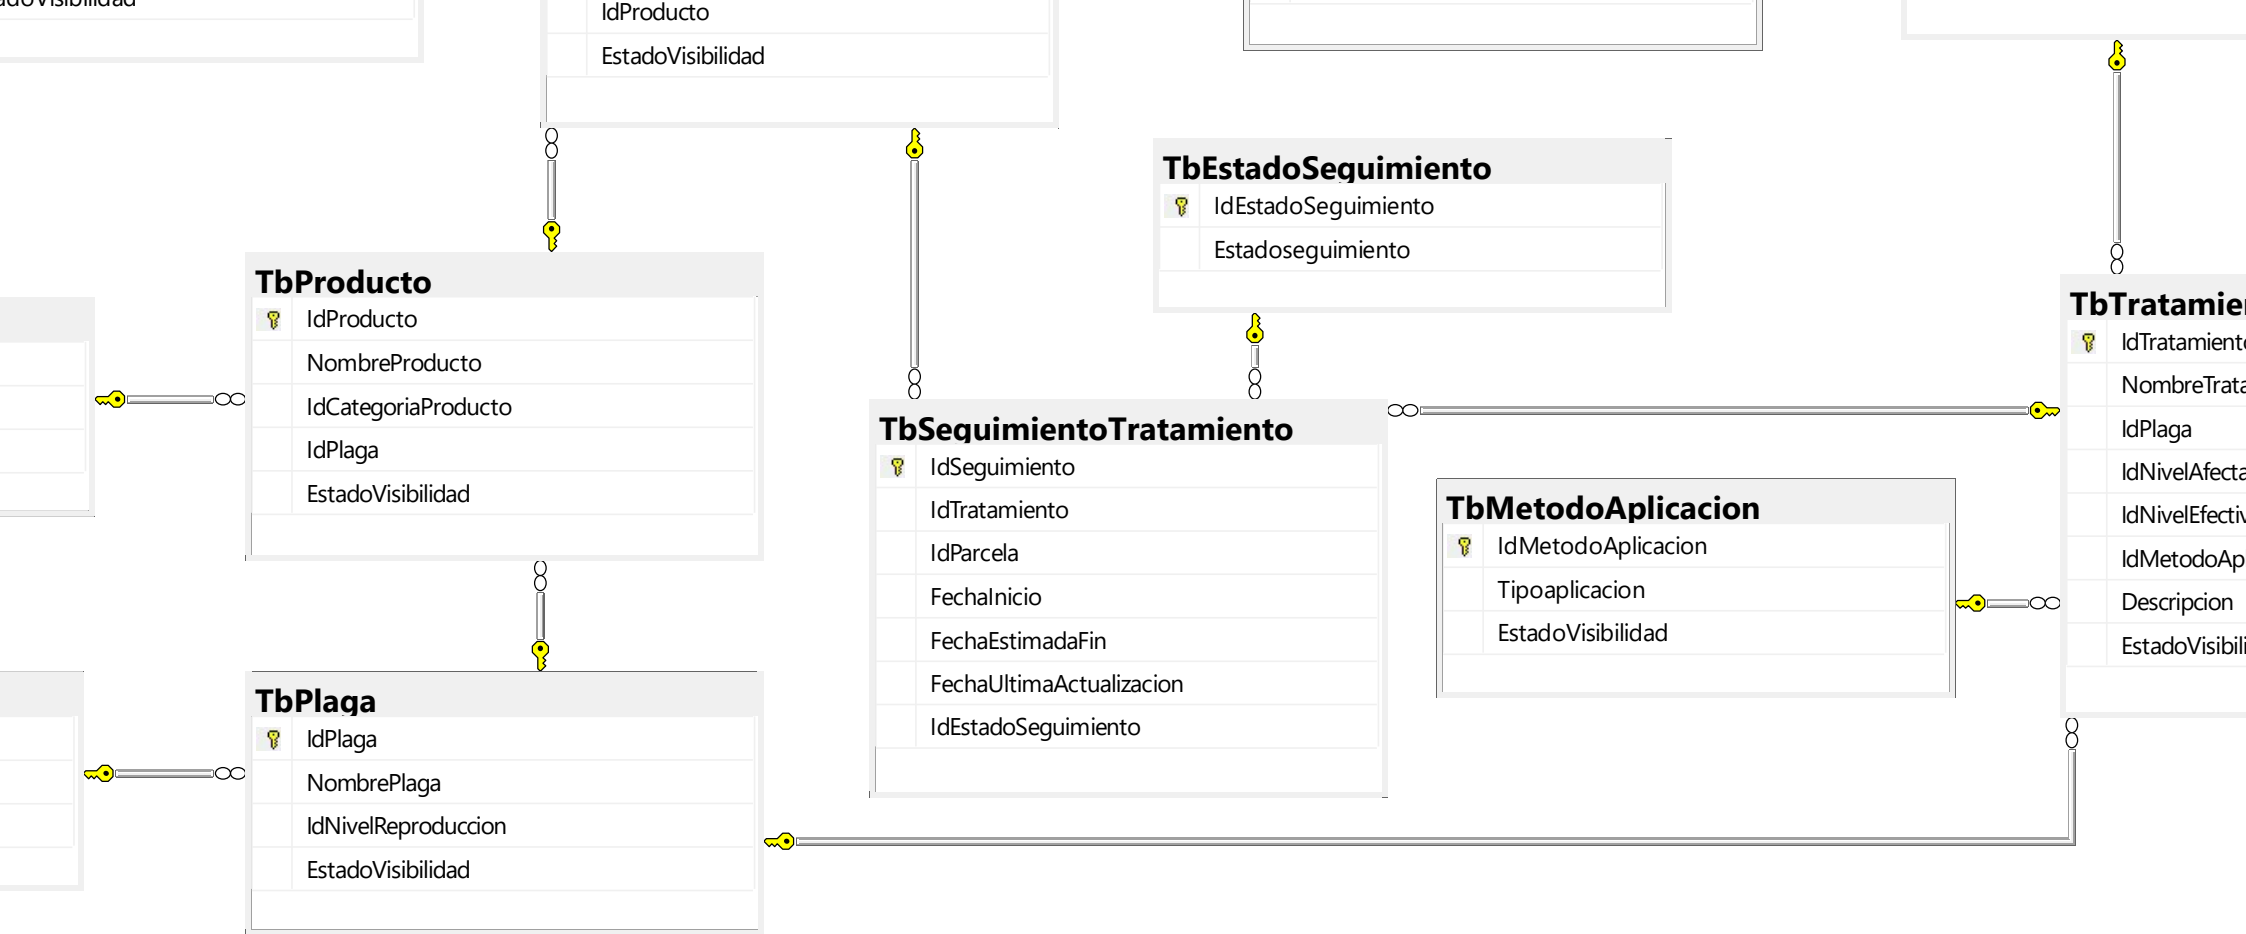 IdProducto
EstadoVisibilidad
TbEstadoSeguimiento
IdEstadoSeguimiento
Estadoseguimiento
TbProducto
IdProducto
NombreProducto
IdCategoriaProducto
IdPlaga
EstadoVisibilidad
TbSeguimientoTratamiento
IdSeguimiento
IdTratamiento
IdParcela
FechaInicio
FechaEstimadaFin
FechaUltimaActualizacion
IdEstadoSeguimiento
TbMetodoAplicacion
IdMetodoAplicacion
Tipoaplicacion
EstadoVisibilidad
IdPlaga
Descripcion
TbPlaga
IdPlaga
NombrePlaga
IdNivelReproduccion
EstadoVisibilidad